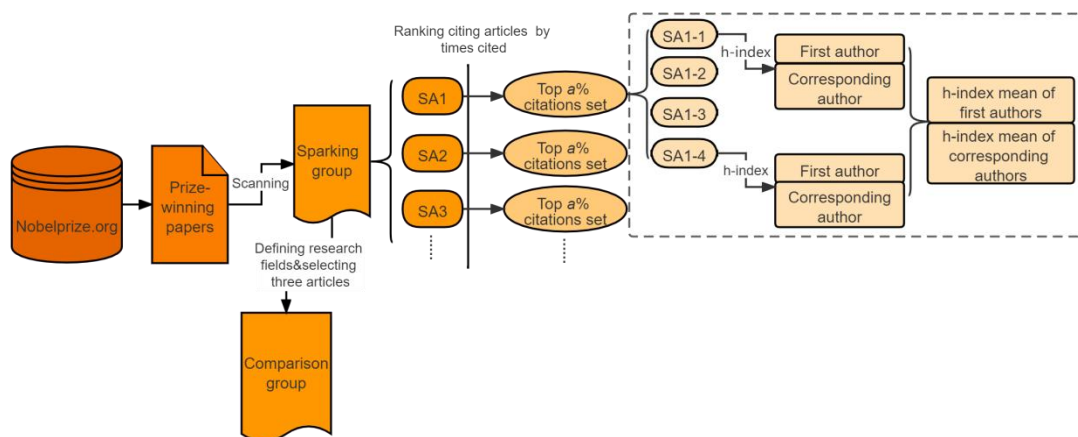 Nobelprize.org
Prize-
winning
papers
Scanning
Sparking
group
Defining research
fields&selecting
three articles
Comparison
group
Ranking citing articles by
times cited
SA1
SA2
SA3
Top a%
citations set
Top a%
citations set
Top a%
citations set
SA1-1
SA1-2
SA1-3
SA1-4
h-index
First author
Corresponding
author
h-index
First author
Corresponding
author
h-index mean of
first authors
h-index mean of
corresponding
authors